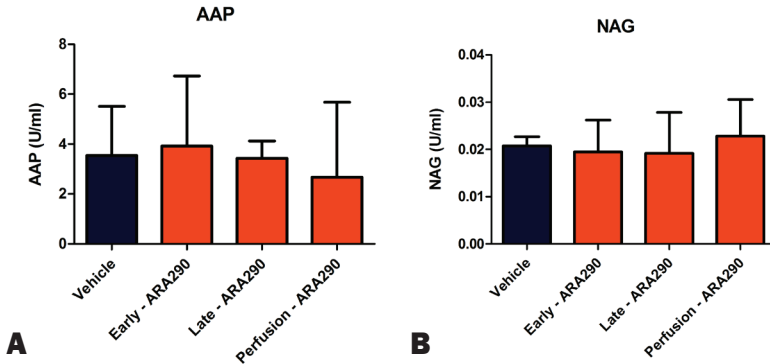 AAP
AAP (U/ml)
8
6
4
2
0
Vehicle
Early - ARA290
Late - ARA290
Perfusion - ARA290
A
NAG
NAG (U/ml)
0.04
0.03
0.02
0.01
0.00
Vehicle
Early - ARA290
Late - ARA290
Perfusion - ARA290
B